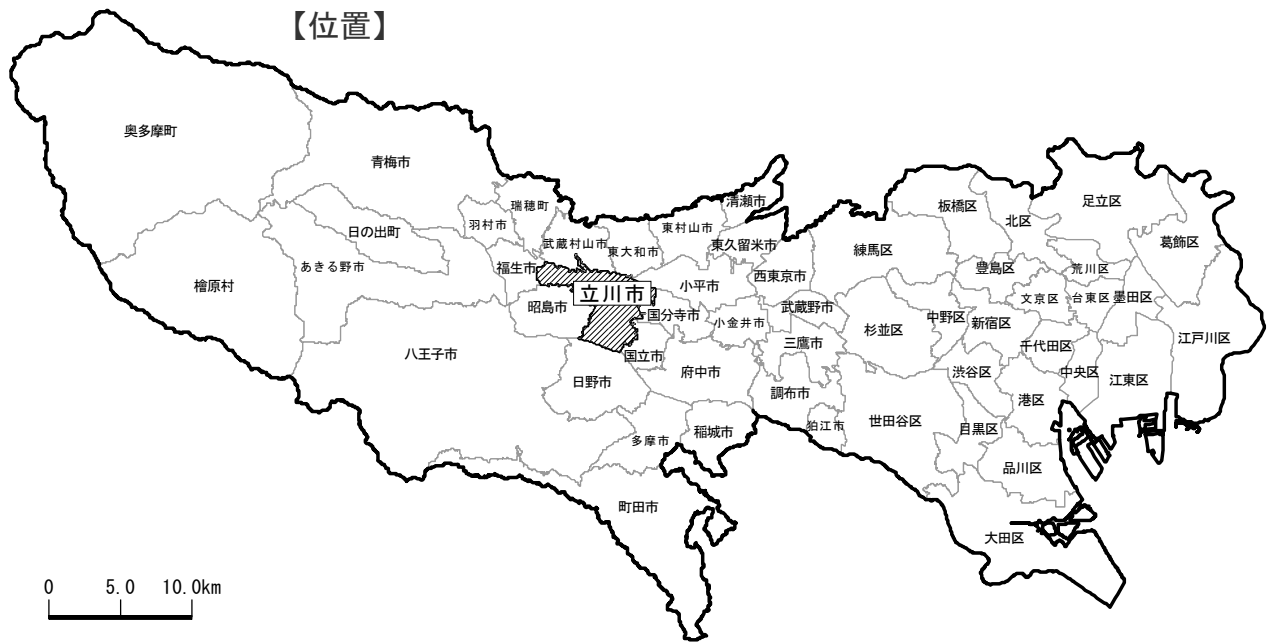 【位置】
奥多摩町
青梅市
瑞穂町
羽村市
日の出町
あきる野市
檜原村
福生市
武蔵村山市
東大和市
東村山市
清瀬市
東久留米市
西東京市
小平市
立川市
昭島市
国分寺市
小金井市
武蔵野市
三鷹市
国立市
八王子市
日野市
府中市
調布市
狛江市
稲城市
多摩市
町田市
練馬区
板橋区
北区
足立区
葛飾区
豊島区
荒川区
文京区
台東区
墨田区
中野区
新宿区
杉並区
千代田区
江戸川区
渋谷区
中央区
江東区
港区
世田谷区
目黒区
品川区
大田区
0 5.0 10.0km